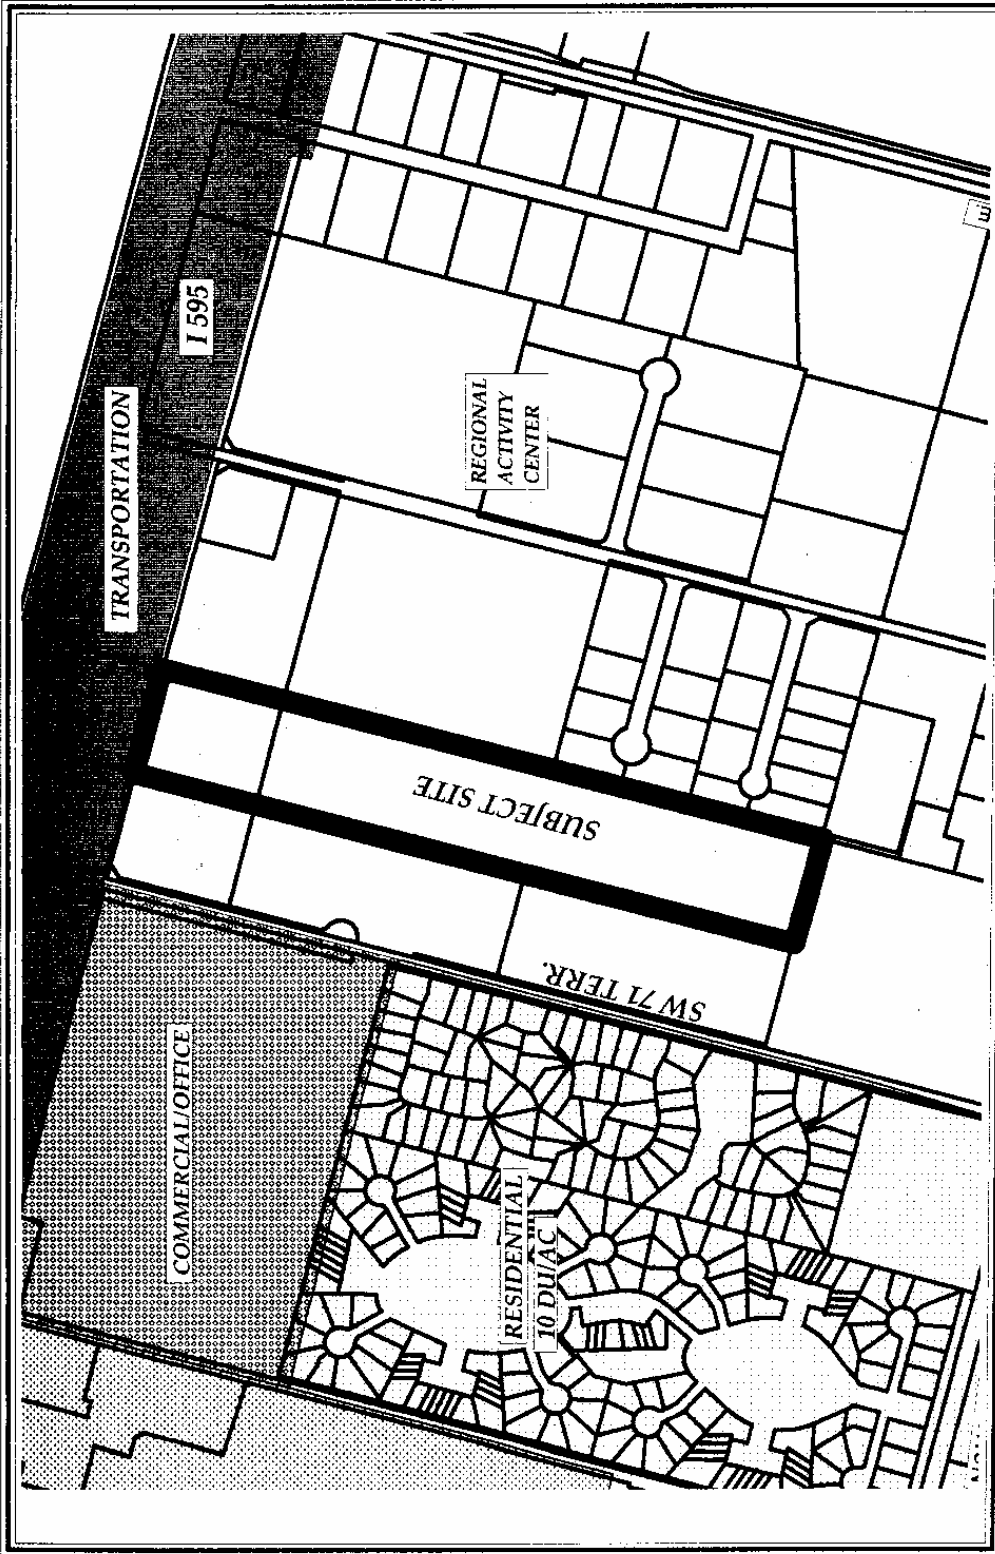 TRANSPORTATION
I 595
REGIONAL
ACTIVITY
CENTER
SUBJECT SITE
SW 71 TERR.
COMMERCIAL/OFFICE
RESIDENTIAL
10 DU/AC